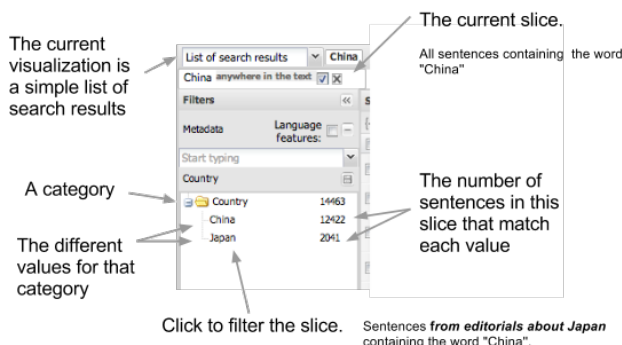 The current slice.
All sentences containing the word
"China"
The current
visualization is
a simple list of
search results
List of search results
China
China anywhere in the text
Filters
Metadata
Language
features:
Start typing
Country
A category
Country 14463
China 12422
Japan 2041
The different
values for that
category
The number of
sentences in this
slice that match
each value
Click to filter the slice.
Sentences from editorials about Japan
containing the word "China".